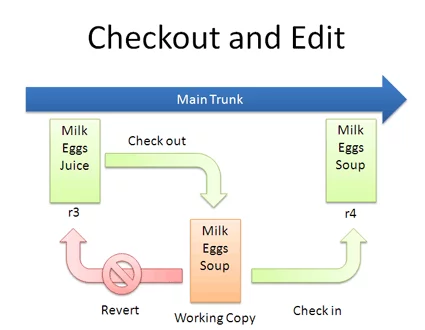 Checkout and Edit
Main Trunk
Milk
Eggs
Juice
r3
Check out
Milk
Eggs
Soup
r4
Milk
Eggs
Soup
Working Copy
Revert
Check in